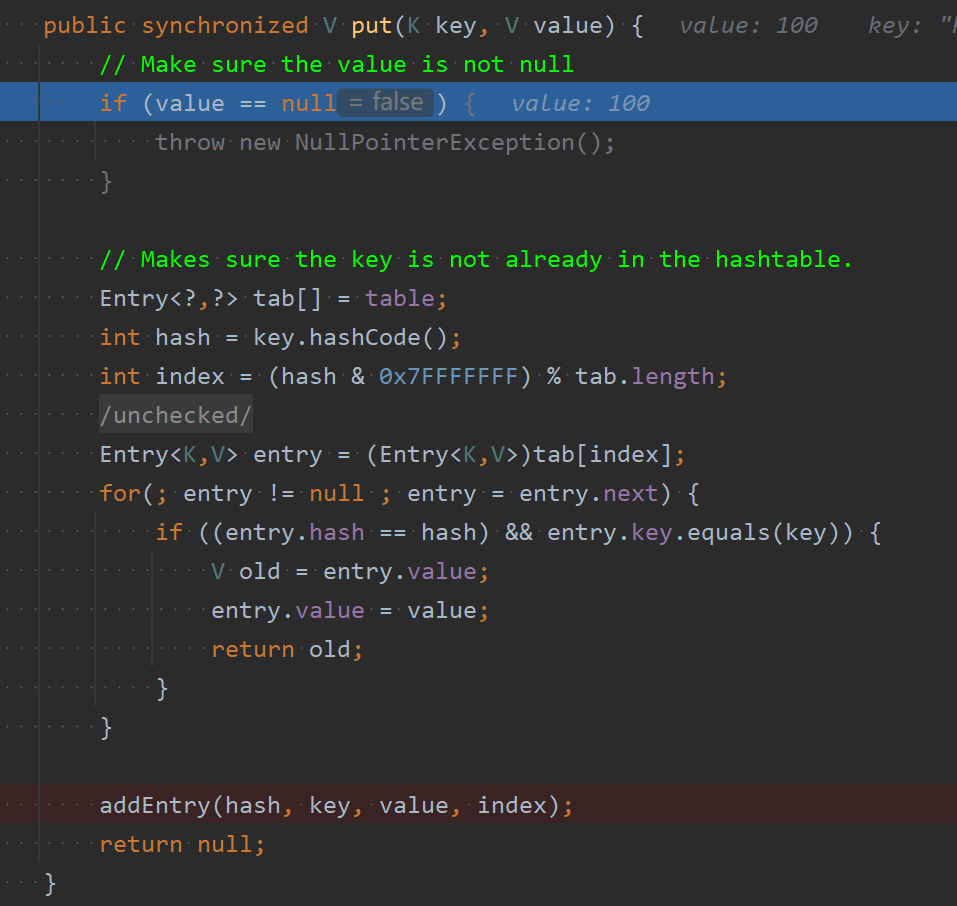 public synchronized V put(K key, V value) {   value: 100    key: "
        // Make sure the value is not null
        if (value == null = false ) {   value: 100
            throw new NullPointerException();
        }

        // Makes sure the key is not already in the hashtable.
        Entry<?,?> tab[] = table;
        int hash = key.hashCode();
        int index = (hash & 0x7FFFFFFF) % tab.length;
        /unchecked/
        Entry<K,V> entry = (Entry<K,V>)tab[index];
        for(; entry != null ; entry = entry.next) {
            if ((entry.hash == hash) && entry.key.equals(key)) {
                V old = entry.value;
                entry.value = value;
                return old;
            }
        }

        addEntry(hash, key, value, index);
        return null;
    }